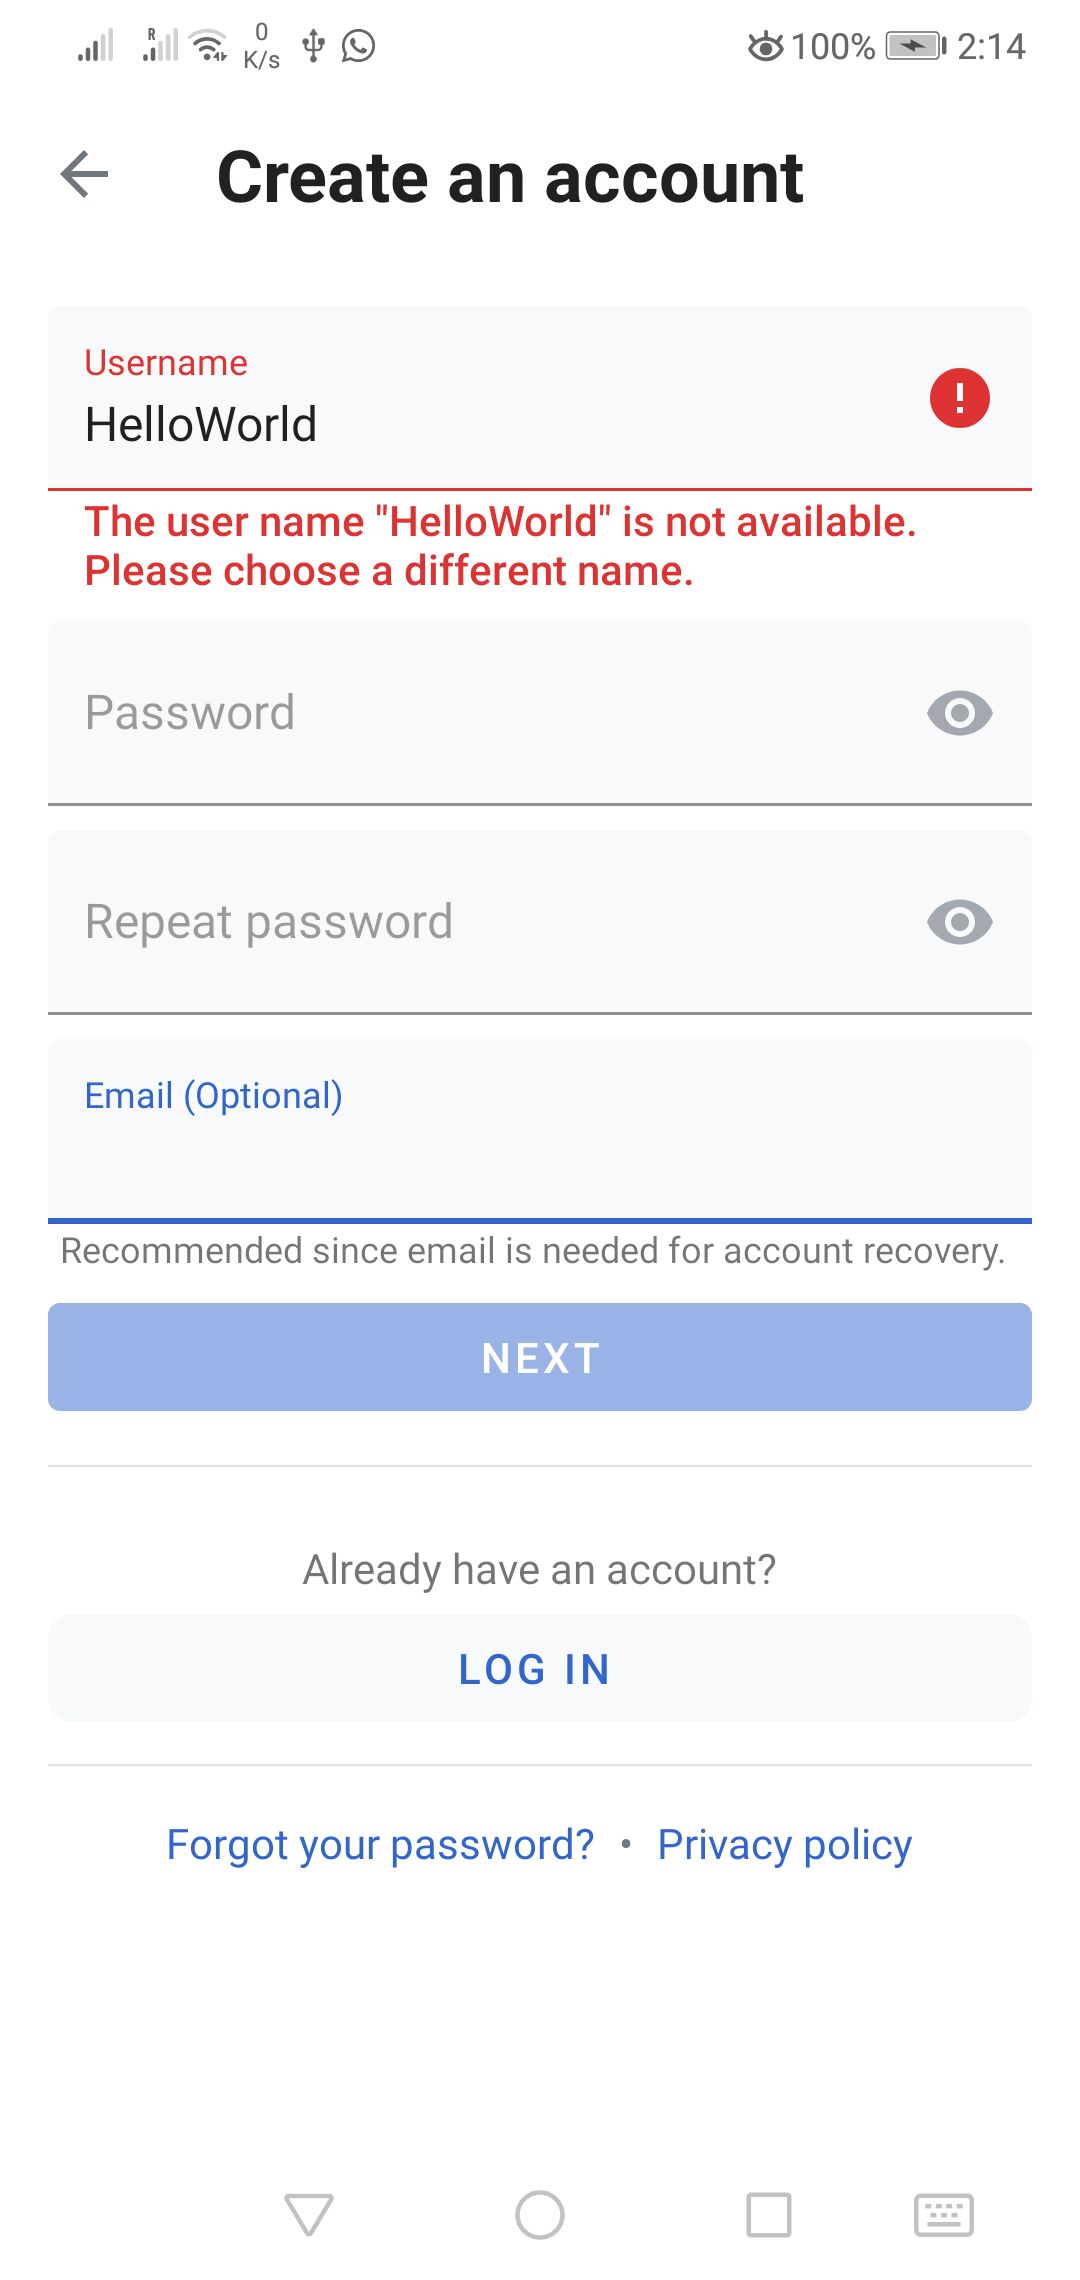 R
0
K/s
100%
2:14
Create an account
Username
HelloWorld
The user name "HelloWorld" is not available.
Please choose a different name.
Password
Repeat password
Email (Optional)
Recommended since email is needed for account recovery.
NEXT
Already have an account?
LOG IN
Forgot your password? • Privacy policy